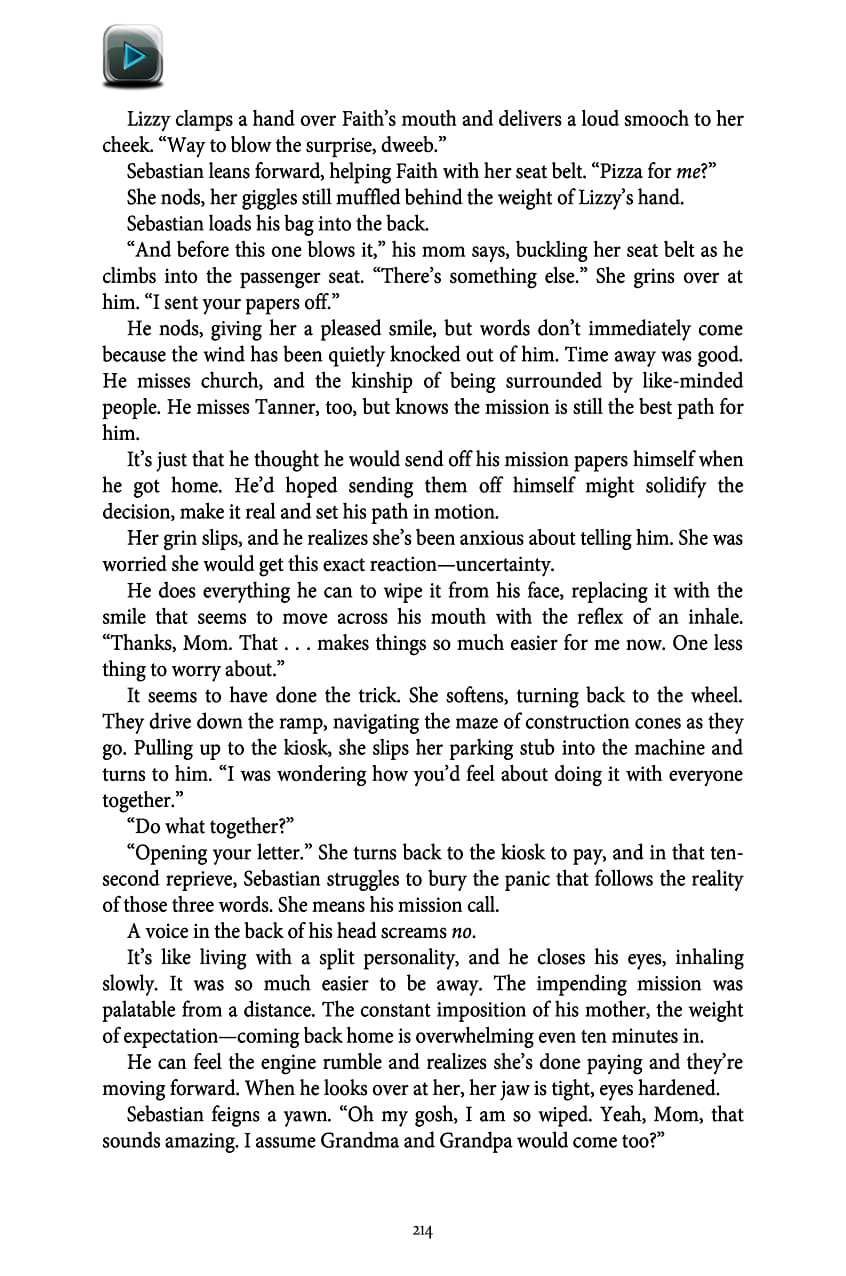 Lizzy clamps a hand over Faith’s mouth and delivers a loud smooch to her
cheek. “Way to blow the surprise, dweeb.”
Sebastian leans forward, helping Faith with her seat belt. “Pizza for me?”
She nods, her giggles still muffled behind the weight of Lizzy’s hand.
Sebastian loads his bag into the back.
“And before this one blows it,” his mom says, buckling her seat belt as he
climbs into the passenger seat. “There’s something else.” She grins over at
him. “I sent your papers off.”
He nods, giving her a pleased smile, but words don’t immediately come
because the wind has been quietly knocked out of him. Time away was good.
He misses church, and the kinship of being surrounded by like-minded
people. He misses Tanner, too, but knows the mission is still the best path for
him.
It’s just that he thought he would send off his mission papers himself when
he got home. He’d hoped sending them off himself might solidify the
decision, make it real and set his path in motion.
Her grin slips, and he realizes she’s been anxious about telling him. She was
worried she would get this exact reaction—uncertainty.
He does everything he can to wipe it from his face, replacing it with the
smile that seems to move across his mouth with the reflex of an inhale.
“Thanks, Mom. That . . . makes things so much easier for me now. One less
thing to worry about.”
It seems to have done the trick. She softens, turning back to the wheel.
They drive down the ramp, navigating the maze of construction cones as they
go. Pulling up to the kiosk, she slips her parking stub into the machine and
turns to him. “I was wondering how you’d feel about doing it with everyone
together.”
“Do what together?”
“Opening your letter.” She turns back to the kiosk to pay, and in that ten-
second reprieve, Sebastian struggles to bury the panic that follows the reality
of those three words. She means his mission call.
A voice in the back of his head screams no.
It’s like living with a split personality, and he closes his eyes, inhaling
slowly. It was so much easier to be away. The impending mission was
palatable from a distance. The constant imposition of his mother, the weight
of expectation—coming back home is overwhelming even ten minutes in.
He can feel the engine rumble and realizes she’s done paying and they’re
moving forward. When he looks over at her, her jaw is tight, eyes hardened.
Sebastian feigns a yawn. “Oh my gosh, I am so wiped. Yeah, Mom, that
sounds amazing. I assume Grandma and Grandpa would come too?”
214